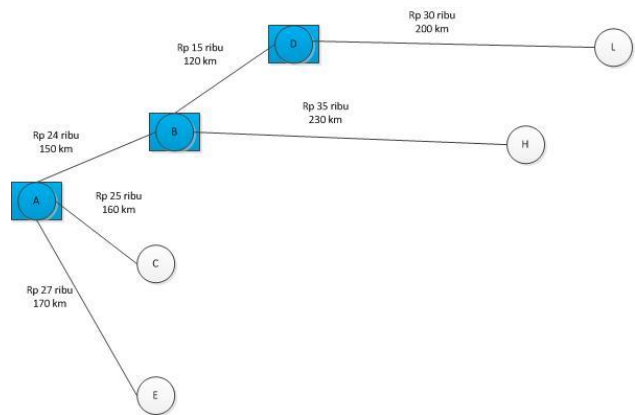 Rp 30 ribu
200 km
L
D
Rp 15 ribu
120 km
Rp 35 ribu
230 km
H
B
Rp 24 ribu
150 km
A
Rp 25 ribu
160 km
C
Rp 27 ribu
170 km
E